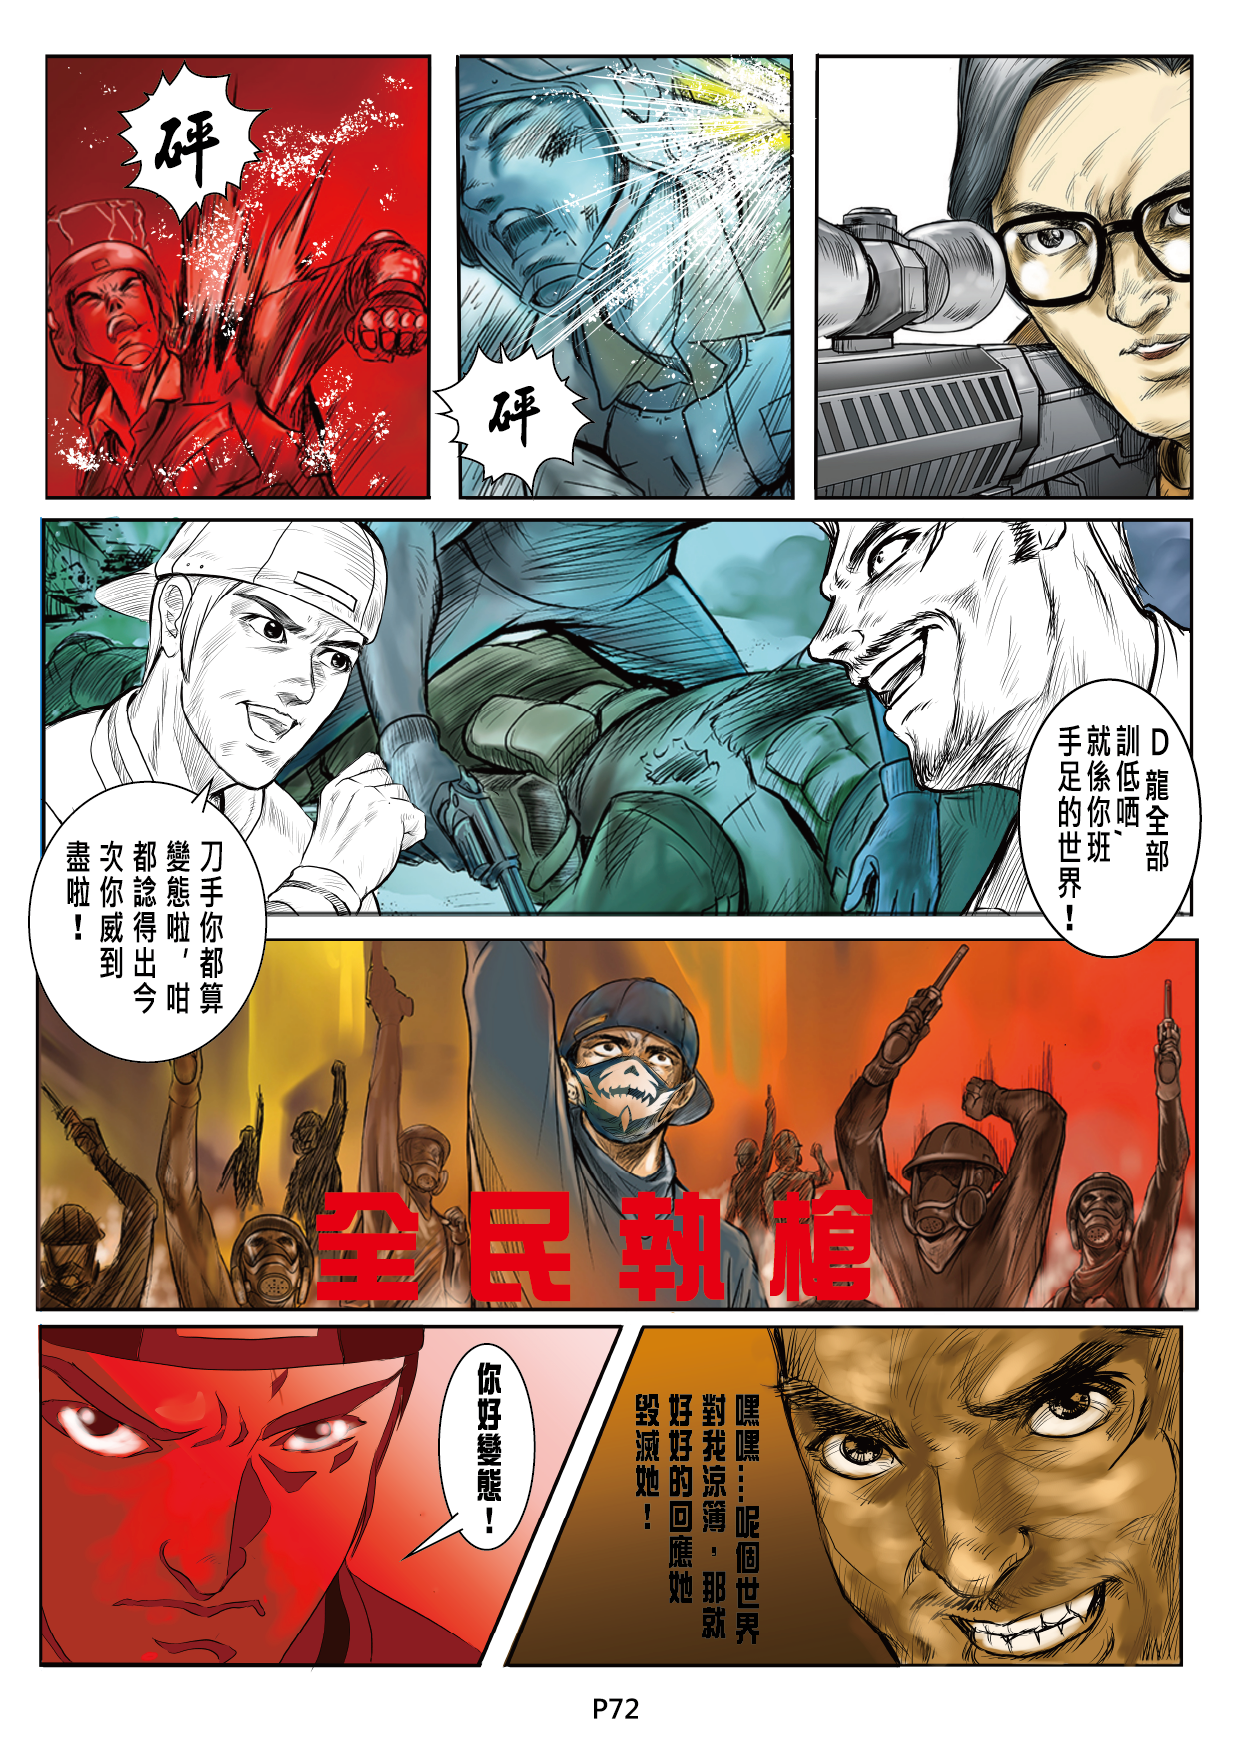 砰
砰
D龍全部
訓低哂，
就係你班
手足的世界！
刀手你都算
變態啦，咁
都諗得出今
次你威到
盡啦！
全民執槍
你好變態！
嘿嘿……呢個世界
對我涼簿，那就
好好的回應她
毀滅她！
P72